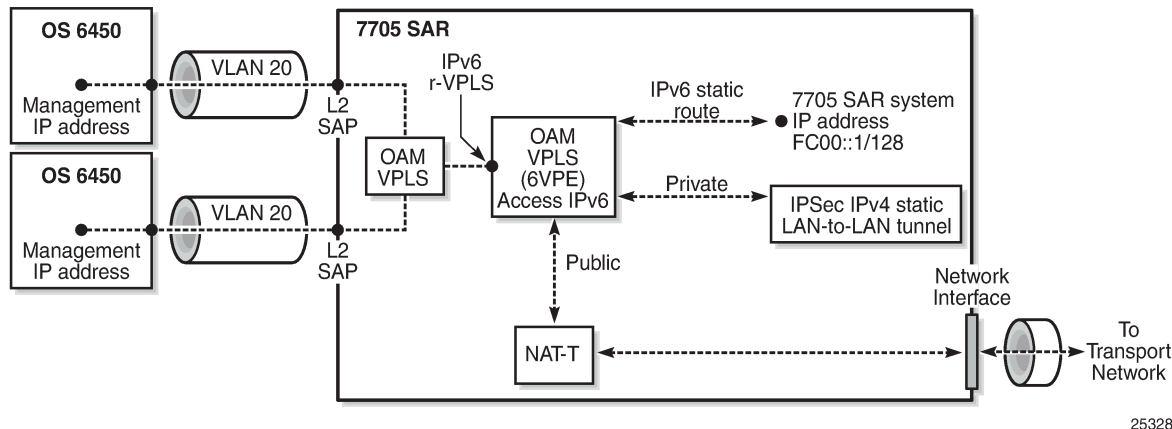 OS 6450
Management
IP address
VLAN 20
OS 6450
Management
IP address
VLAN 20
7705 SAR
L2
SAP
L2
SAP
OAM
VPLS
IPv6
r-VPLS
OAM
VPLS
(6VPE)
Access IPv6
IPv6 static
route
7705 SAR system
IP address
FC00::1/128
Private
IPSec IPv4 static
LAN-to-LAN tunnel
Public
NAT-T
Network
Interface
To
Transport
Network
25328